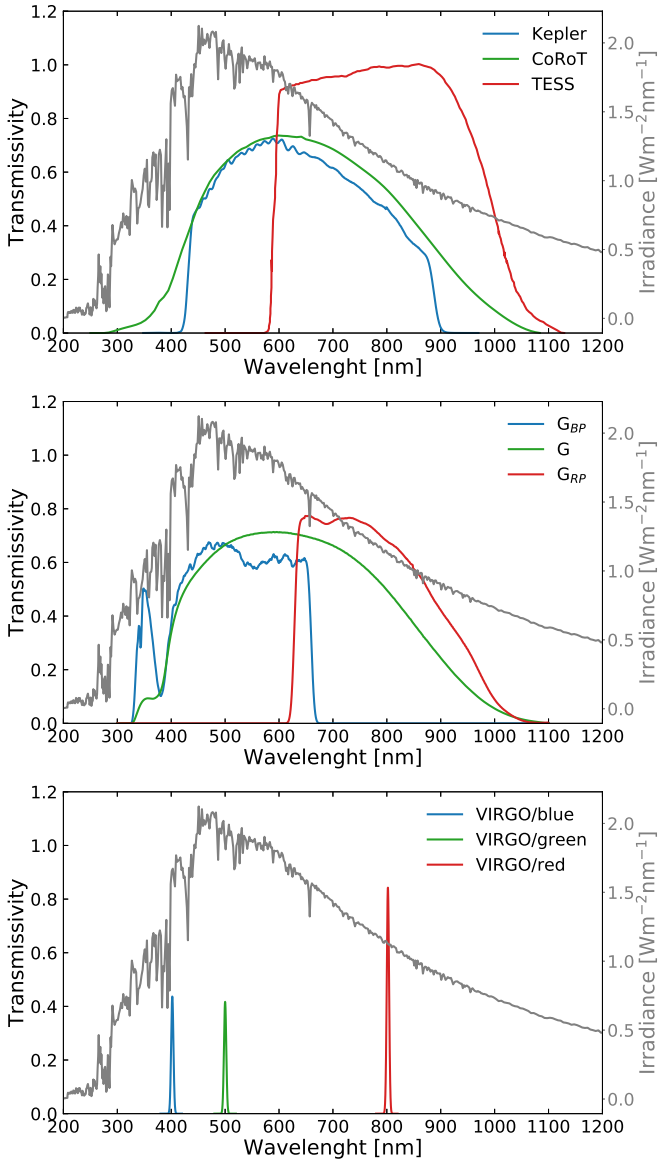 1.2
1.0
0.8
0.6
0.4
0.2
0.0
Transmissivity
Kepler
CoRoT
TESS
2.0
1.5
1.0
0.5
0.0
Irradiance [Wm⁻²nm⁻¹]
200 300 400 500 600 700 800 900 1000 1100 1200
Wavelenght [nm]
1.2
1.0
0.8
0.6
0.4
0.2
0.0
Transmissivity
G_BP
G
G_RP
2.0
1.5
1.0
0.5
0.0
Irradiance [Wm⁻²nm⁻¹]
200 300 400 500 600 700 800 900 1000 1100 1200
Wavelenght [nm]
1.2
1.0
0.8
0.6
0.4
0.2
0.0
Transmissivity
VIRGO/blue
VIRGO/green
VIRGO/red
2.0
1.5
1.0
0.5
0.0
Irradiance [Wm⁻²nm⁻¹]
200 300 400 500 600 700 800 900 1000 1100 1200
Wavelenght [nm]